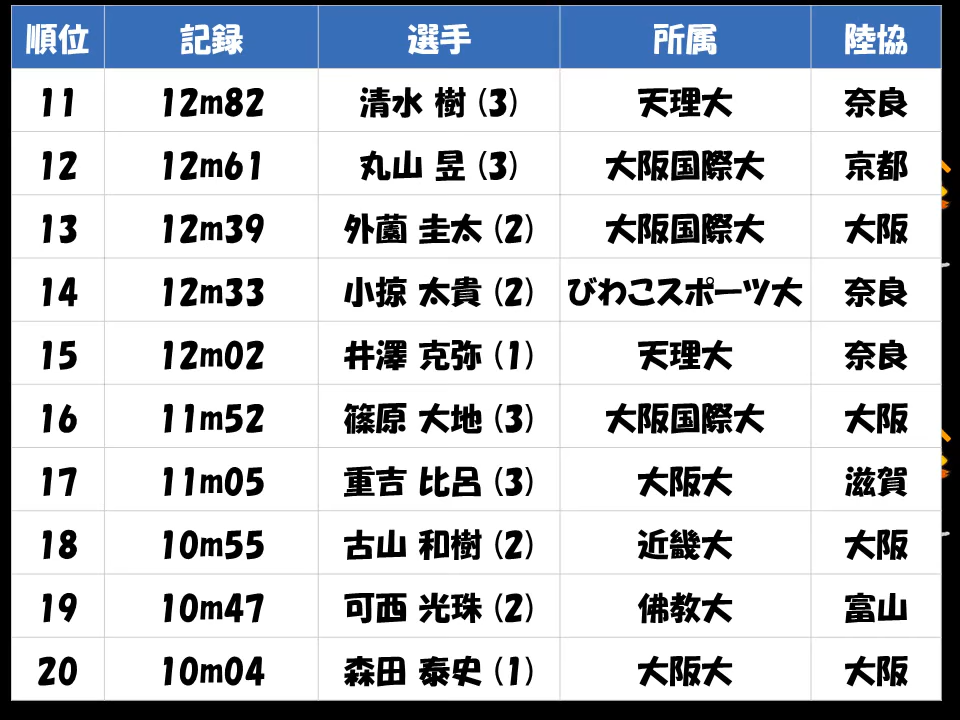 順位 記録 選手 所属 陸協
11 12m82 清水 樹 (3) 天理大 奈良
12 12m61 丸山 昱 (3) 大阪国際大 京都
13 12m39 外薗 圭太 (2) 大阪国際大 大阪
14 12m33 小掠 太貴 (2) びわこスポーツ大 奈良
15 12m02 井澤 克弥 (1) 天理大 奈良
16 11m52 篠原 大地 (3) 大阪国際大 大阪
17 11m05 重吉 比呂 (3) 大阪大 滋賀
18 10m55 古山 和樹 (2) 近畿大 大阪
19 10m47 可西 光珠 (2) 佛教大 富山
20 10m04 森田 泰史 (1) 大阪大 大阪